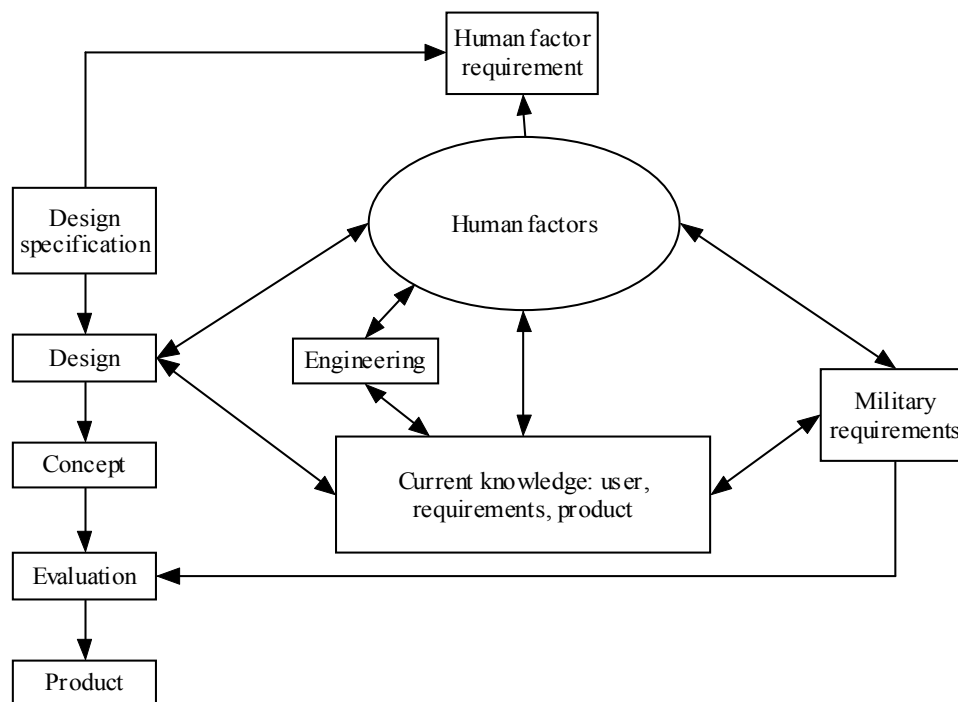 Human factor
requirement
Design
specification
Human factors
Design
Engineering
Military
requirements
Concept
Current knowledge: user,
requirements, product
Evaluation
Product